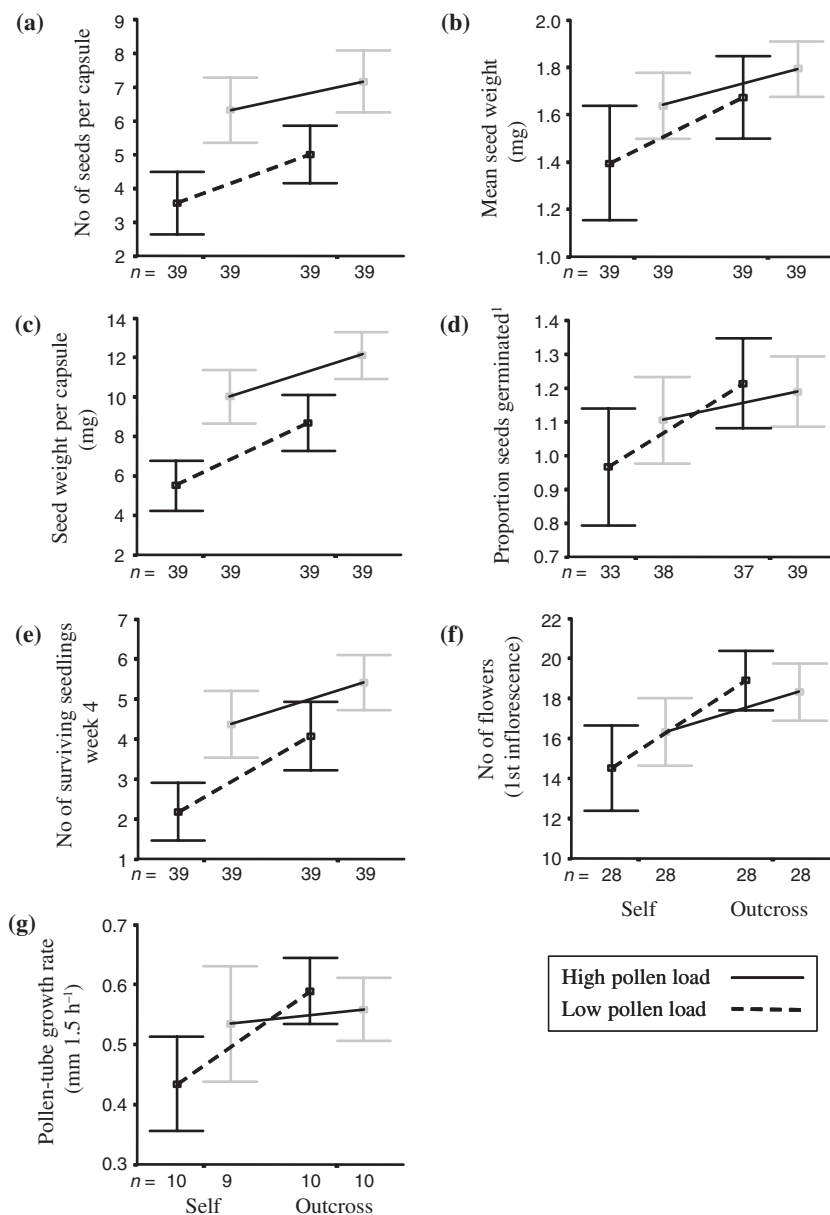 (a)
No of seeds per capsule
9
8
7
6
5
4
3
2
n = 39 39 39 39
(b)
Mean seed weight
(mg)
2.0
1.8
1.6
1.4
1.2
1.0
n = 39 39 39 39
(c)
Seed weight per capsule
(mg)
14
12
10
8
6
4
2
n = 39 39 39 39
(d)
Proportion seeds germinated¹
1.4
1.3
1.2
1.1
1.0
0.9
0.8
0.7
n = 33 38 37 39
(e)
No of surviving seedlings
week 4
7
6
5
4
3
2
1
n = 39 39 39 39
(f)
No of flowers
(1st inflorescence)
22
20
18
16
14
12
10
n = 28 28 28 28
Self Outcross
(g)
Pollen-tube growth rate
(mm 1.5 h⁻¹)
0.7
0.6
0.5
0.4
0.3
n = 10 9 10 10
Self Outcross
High pollen load
Low pollen load